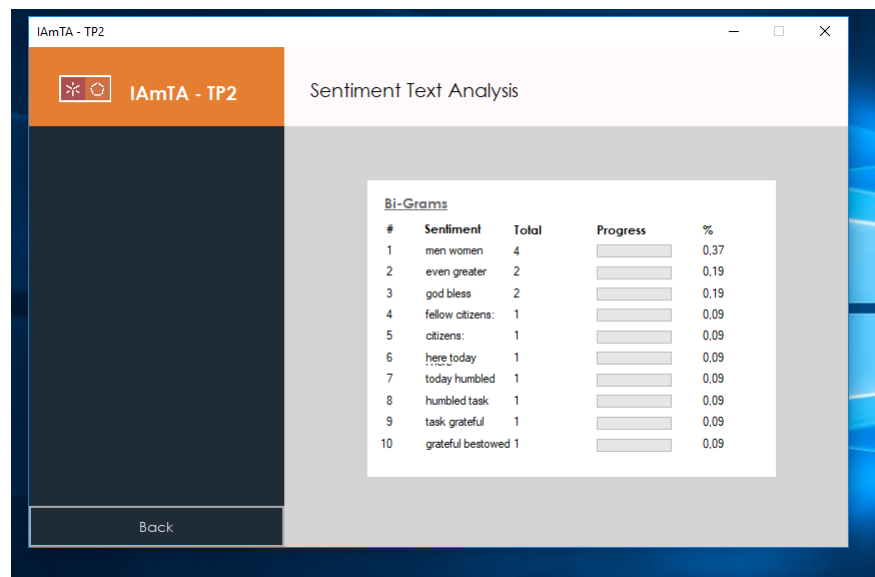 IAmTA - TP2
IAmTA - TP2
Sentiment Text Analysis
Bi-Grams
# Sentiment Total Progress %
1 men women 4 0,37
2 even greater 2 0,19
3 god bless 2 0,19
4 fellow citizens: 1 0,09
5 citizens: 1 0,09
6 here today 1 0,09
7 today humbled 1 0,09
8 humbled task 1 0,09
9 task grateful 1 0,09
10 grateful bestowed 1 0,09
Back